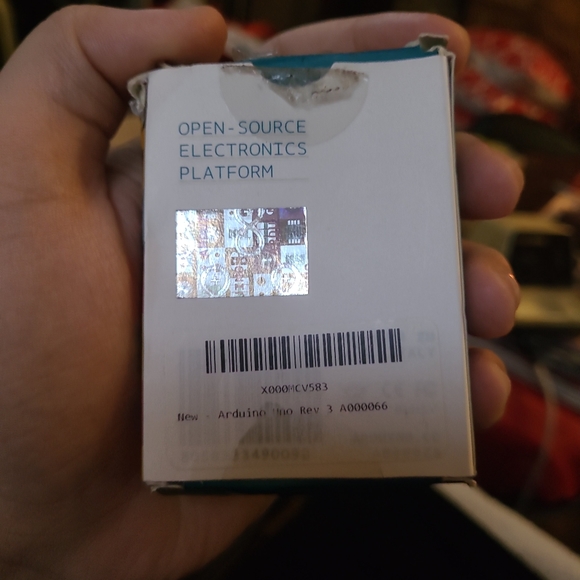 OPEN-SOURCE
ELECTRONICS
PLATFORM
X000MCV583
New - Arduino Uno Rev 3 A000066